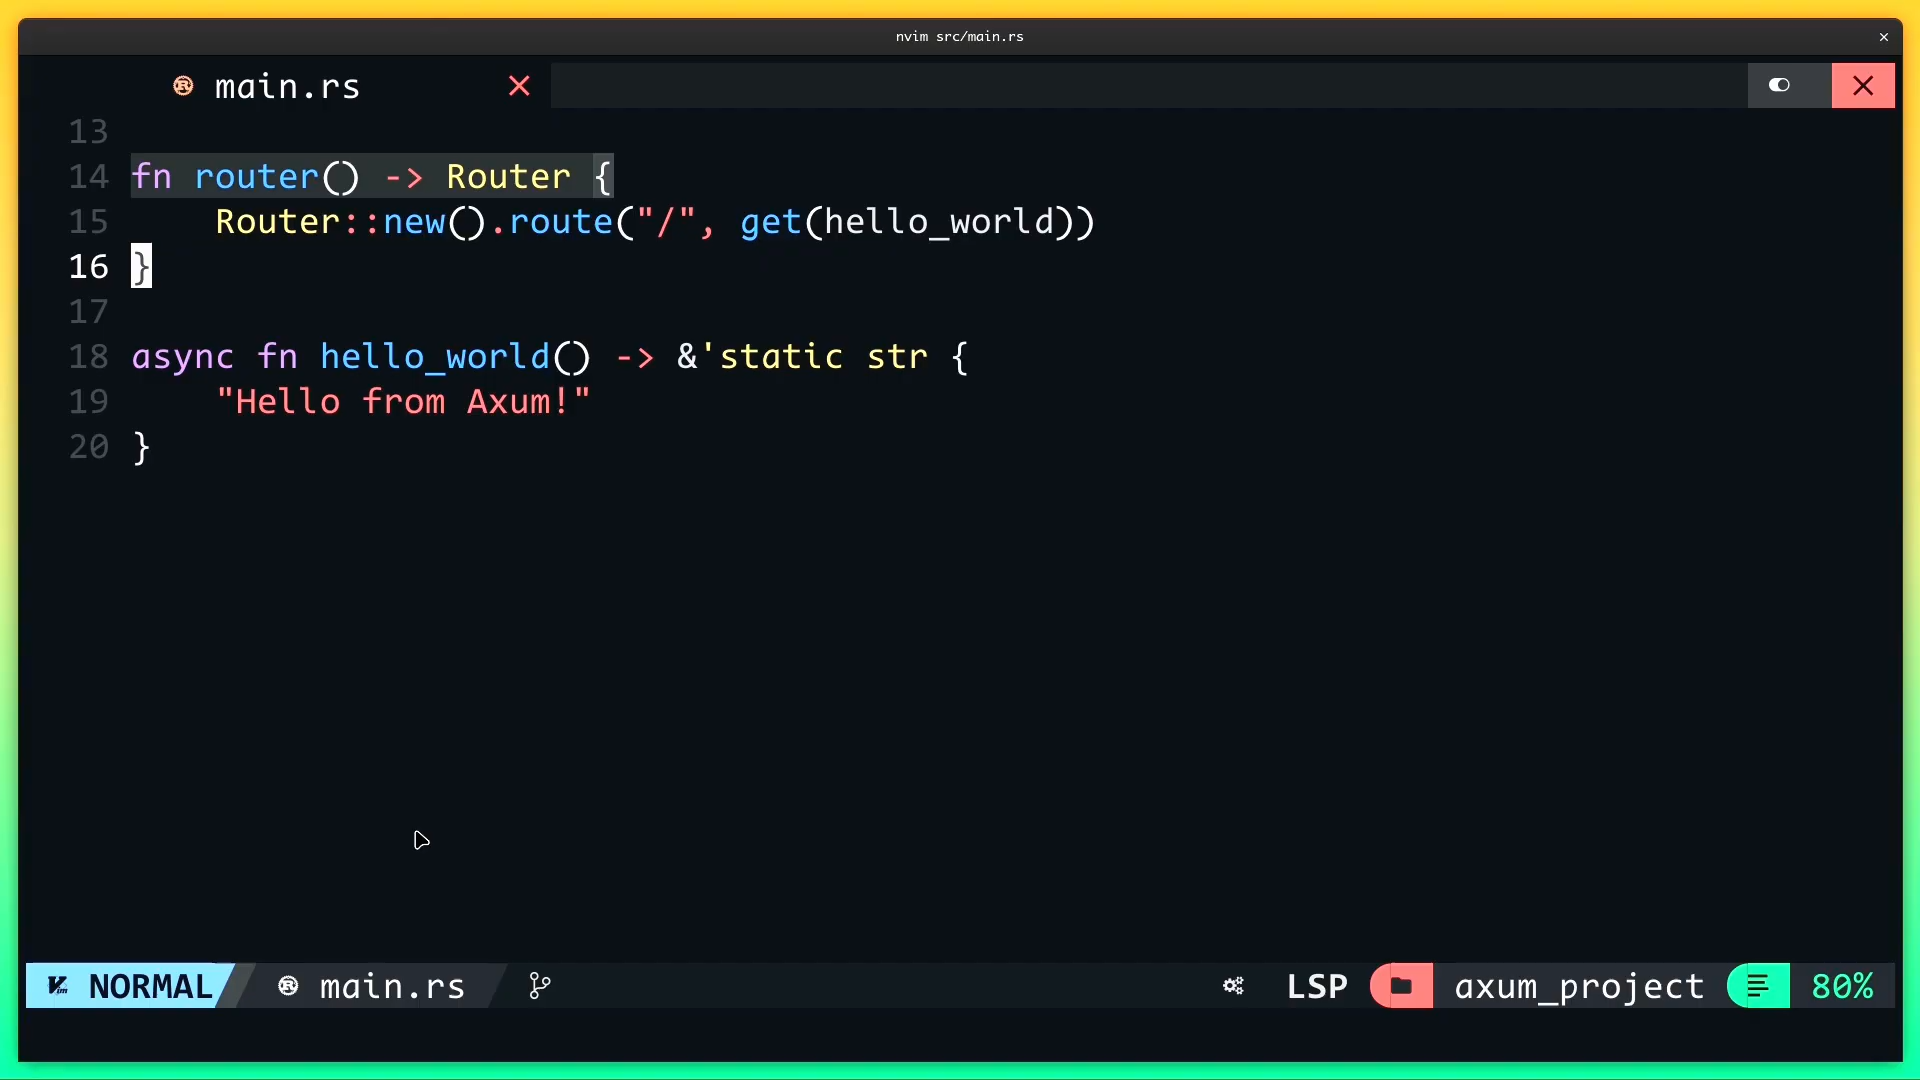 nvim src/main.rs
main.rs
13
14 fn router() -> Router {
15     Router::new().route("/", get(hello_world))
16 }
17
18 async fn hello_world() -> &'static str {
19     "Hello from Axum!"
20 }
NORMAL main.rs LSP axum_project 80%